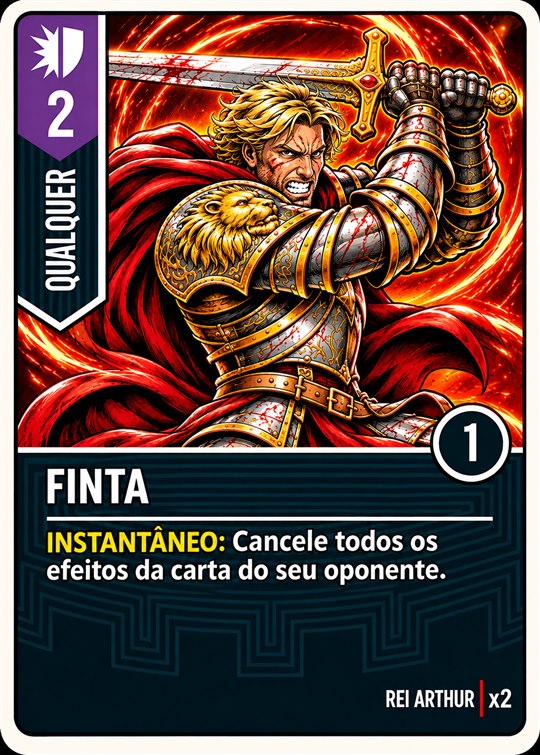 2
QUALQUER
1
FINTA
INSTANTÂNEO: Cancele todos os
efeitos da carta do seu oponente.
REI ARTHUR | x2